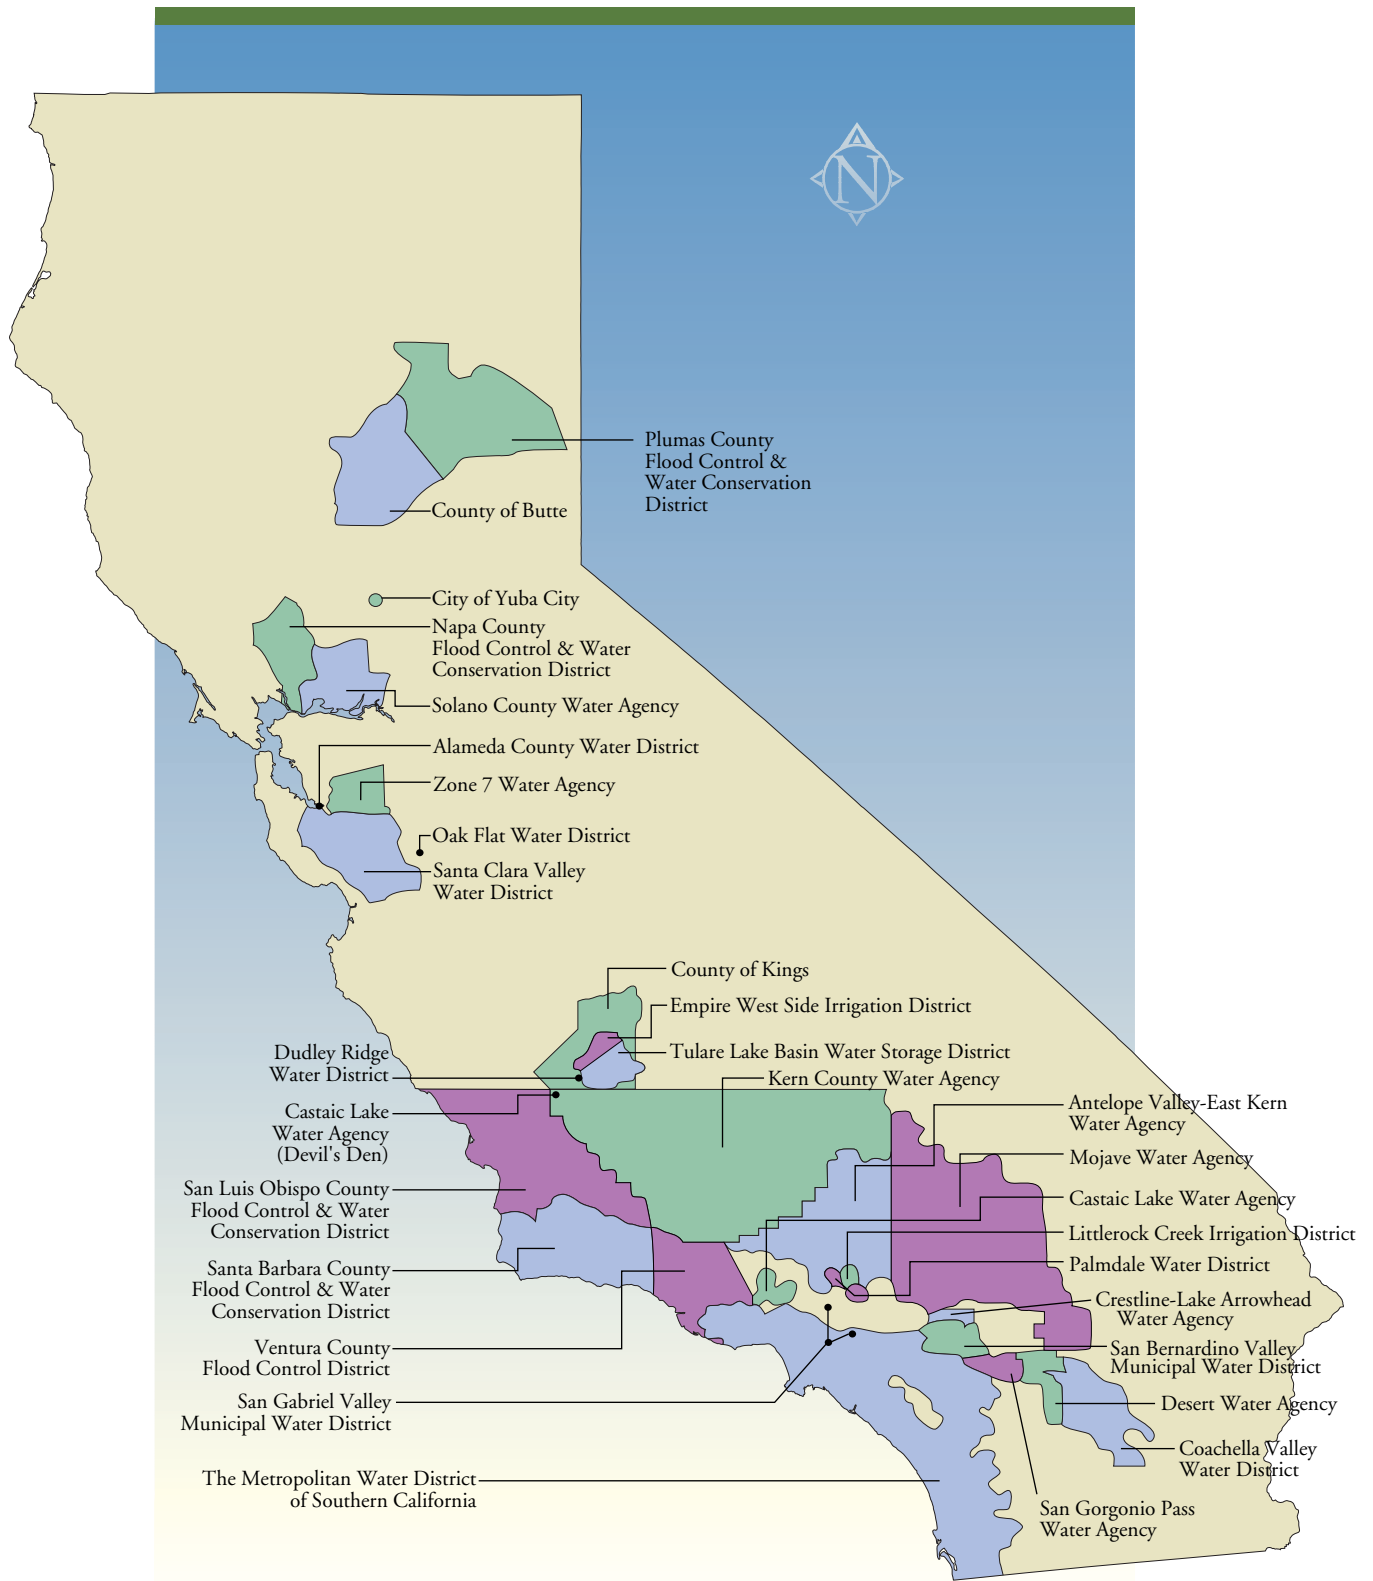 N
Plumas County
Flood Control &
Water Conservation
District
County of Butte
City of Yuba City
Napa County
Flood Control & Water
Conservation District
Solano County Water Agency
Alameda County Water District
Zone 7 Water Agency
Oak Flat Water District
Santa Clara Valley
Water District
County of Kings
Empire West Side Irrigation District
Tulare Lake Basin Water Storage District
Kern County Water Agency
Dudley Ridge
Water District
Castaic Lake
Water Agency
(Devil's Den)
San Luis Obispo County
Flood Control & Water
Conservation District
Santa Barbara County
Flood Control & Water
Conservation District
Ventura County
Flood Control District
San Gabriel Valley
Municipal Water District
The Metropolitan Water District
of Southern California
Antelope Valley-East Kern
Water Agency
Mojave Water Agency
Castaic Lake Water Agency
Littlerock Creek Irrigation District
Palmdale Water District
Crestline-Lake Arrowhead
Water Agency
San Bernardino Valley
Municipal Water District
Desert Water Agency
Coachella Valley
Water District
San Gorgonio Pass
Water Agency